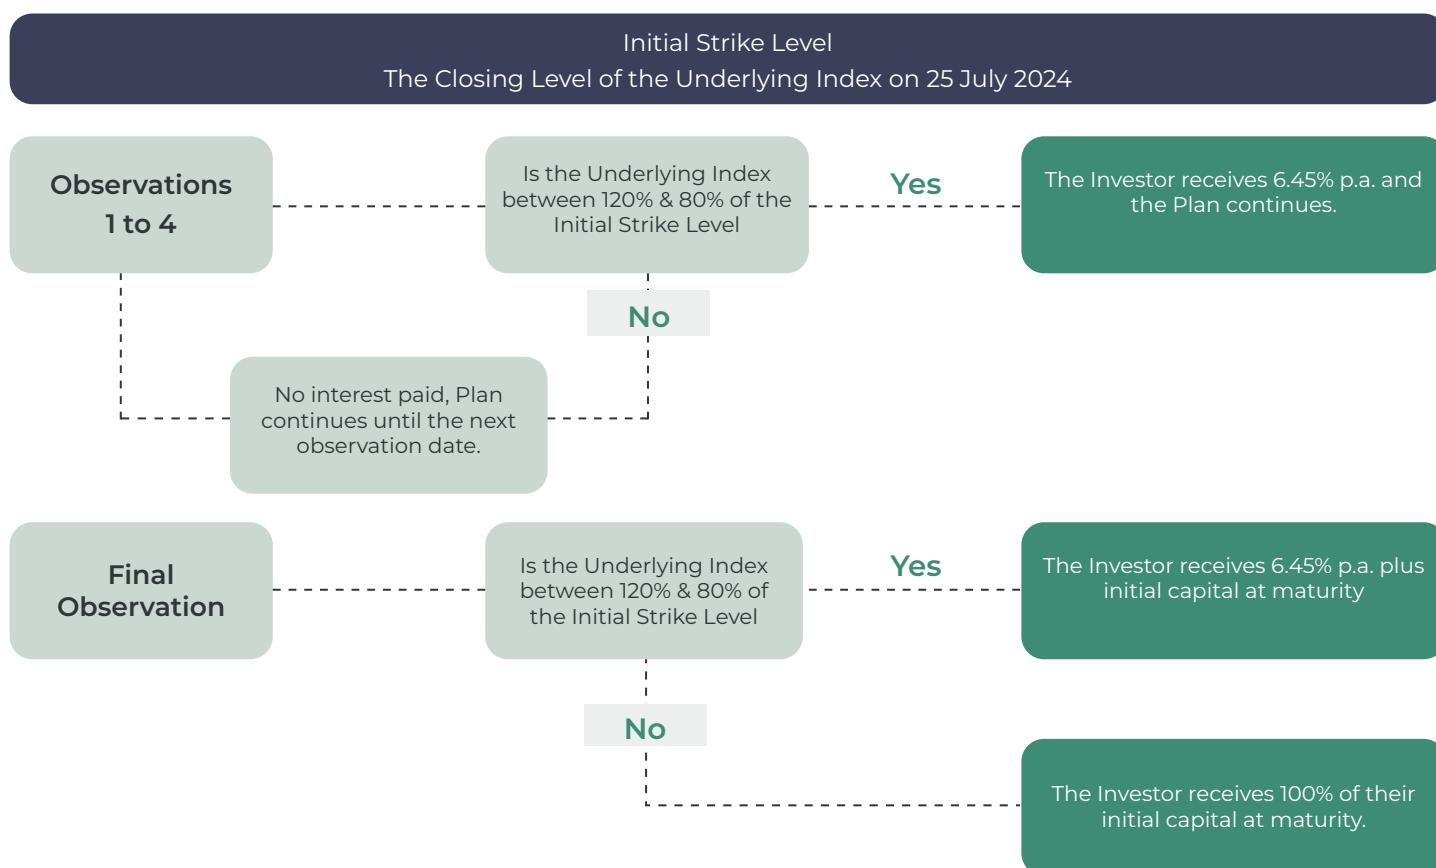 Initial Strike Level
The Closing Level of the Underlying Index on 25 July 2024
Observations
1 to 4
Is the Underlying Index
between 120% & 80% of the
Initial Strike Level
Yes
The Investor receives 6.45% p.a. and
the Plan continues.
No
No interest paid, Plan
continues until the next
observation date.
Final
Observation
Is the Underlying Index
between 120% & 80% of
the Initial Strike Level
Yes
The Investor receives 6.45% p.a. plus
initial capital at maturity
No
The Investor receives 100% of their
initial capital at maturity.